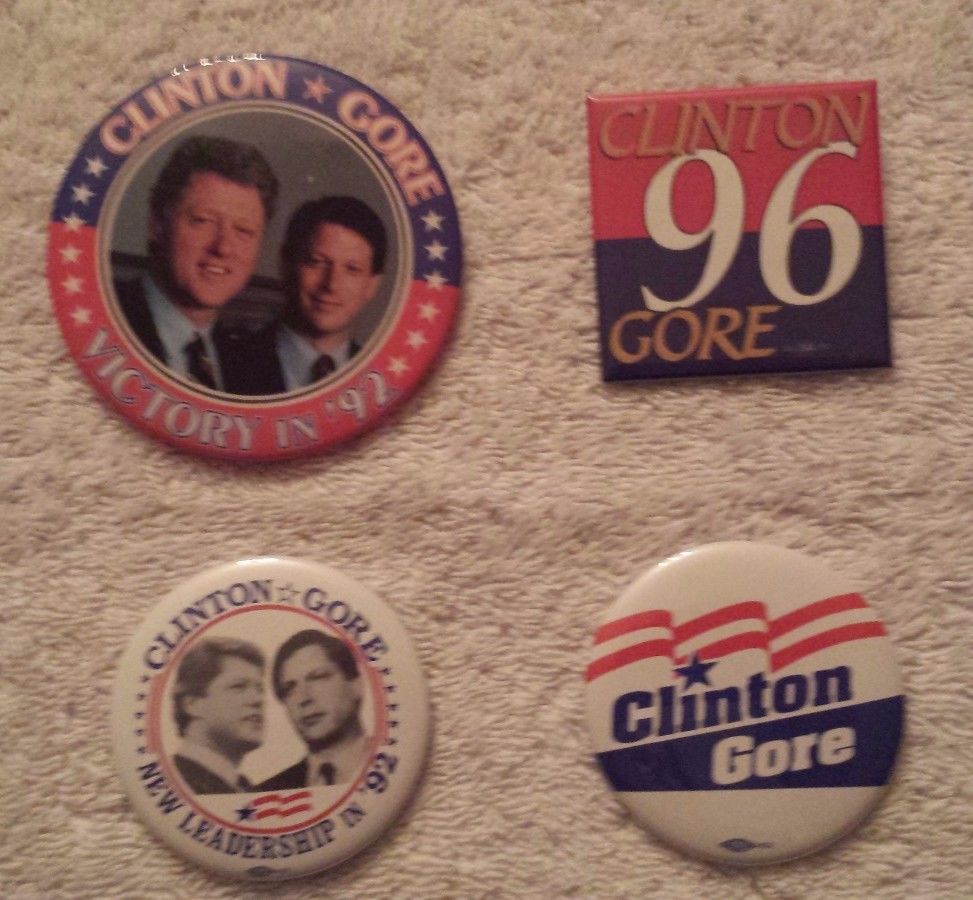 CLINTON ★ GORE
VICTORY IN '92
CLINTON
96
GORE
CLINTON ☆ GORE
NEW LEADERSHIP IN '92
Clinton
Gore